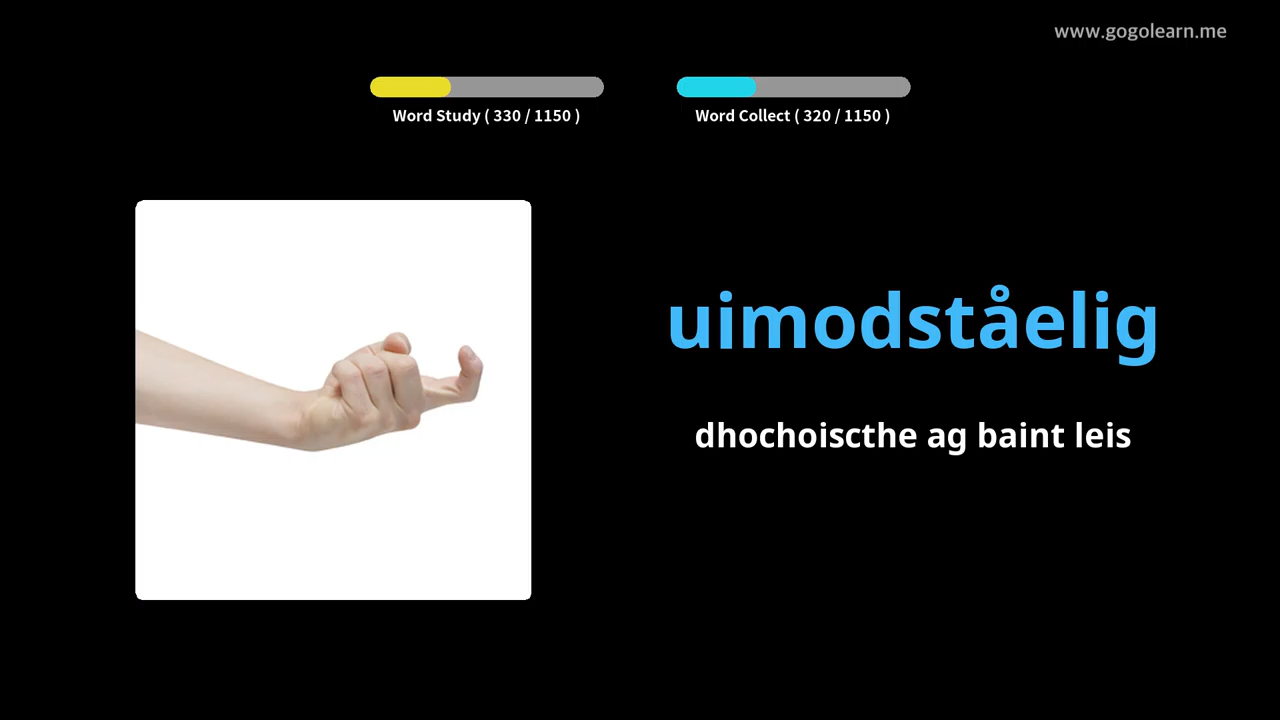 www.gogolearn.me
Word Study ( 330 / 1150 )
Word Collect ( 320 / 1150 )
uimodståelig
dhochoiscthe ag baint leis